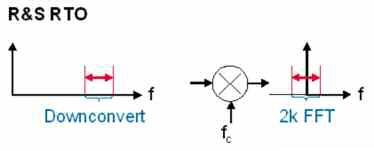 R&S RTO
f
f
Downconvert
2k FFT
fc